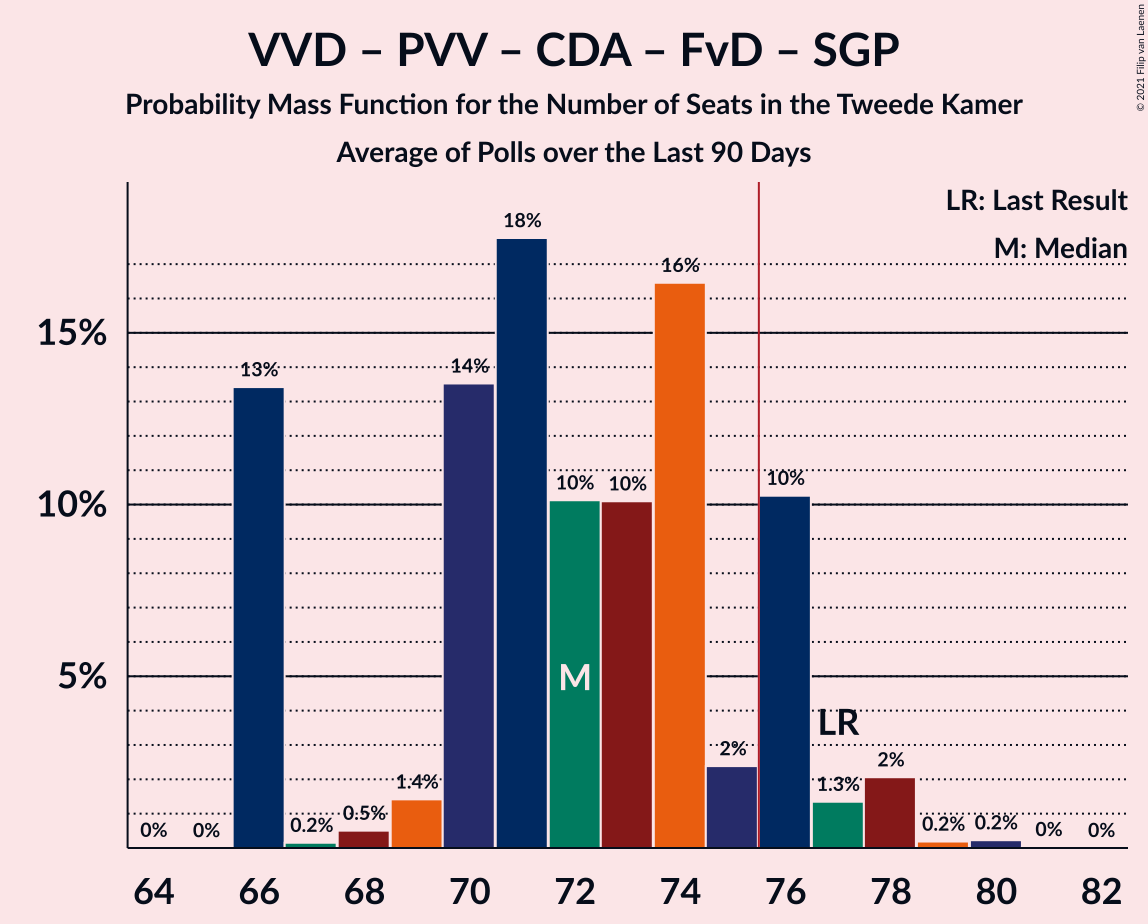 VVD – PVV – CDA – FvD – SGP
Probability Mass Function for the Number of Seats in the Tweede Kamer
Average of Polls over the Last 90 Days
© 2021 Filip van Laenen
LR: Last Result
M: Median
18%
16%
15%
13%
14%
10%
10%
10%
10%
5%
M
LR
2%
2%
1.4%
1.3%
0.5%
0.2%
0.2%
0.2%
0%
0%
0%
0%
64 66 68 70 72 74 76 78 80 82